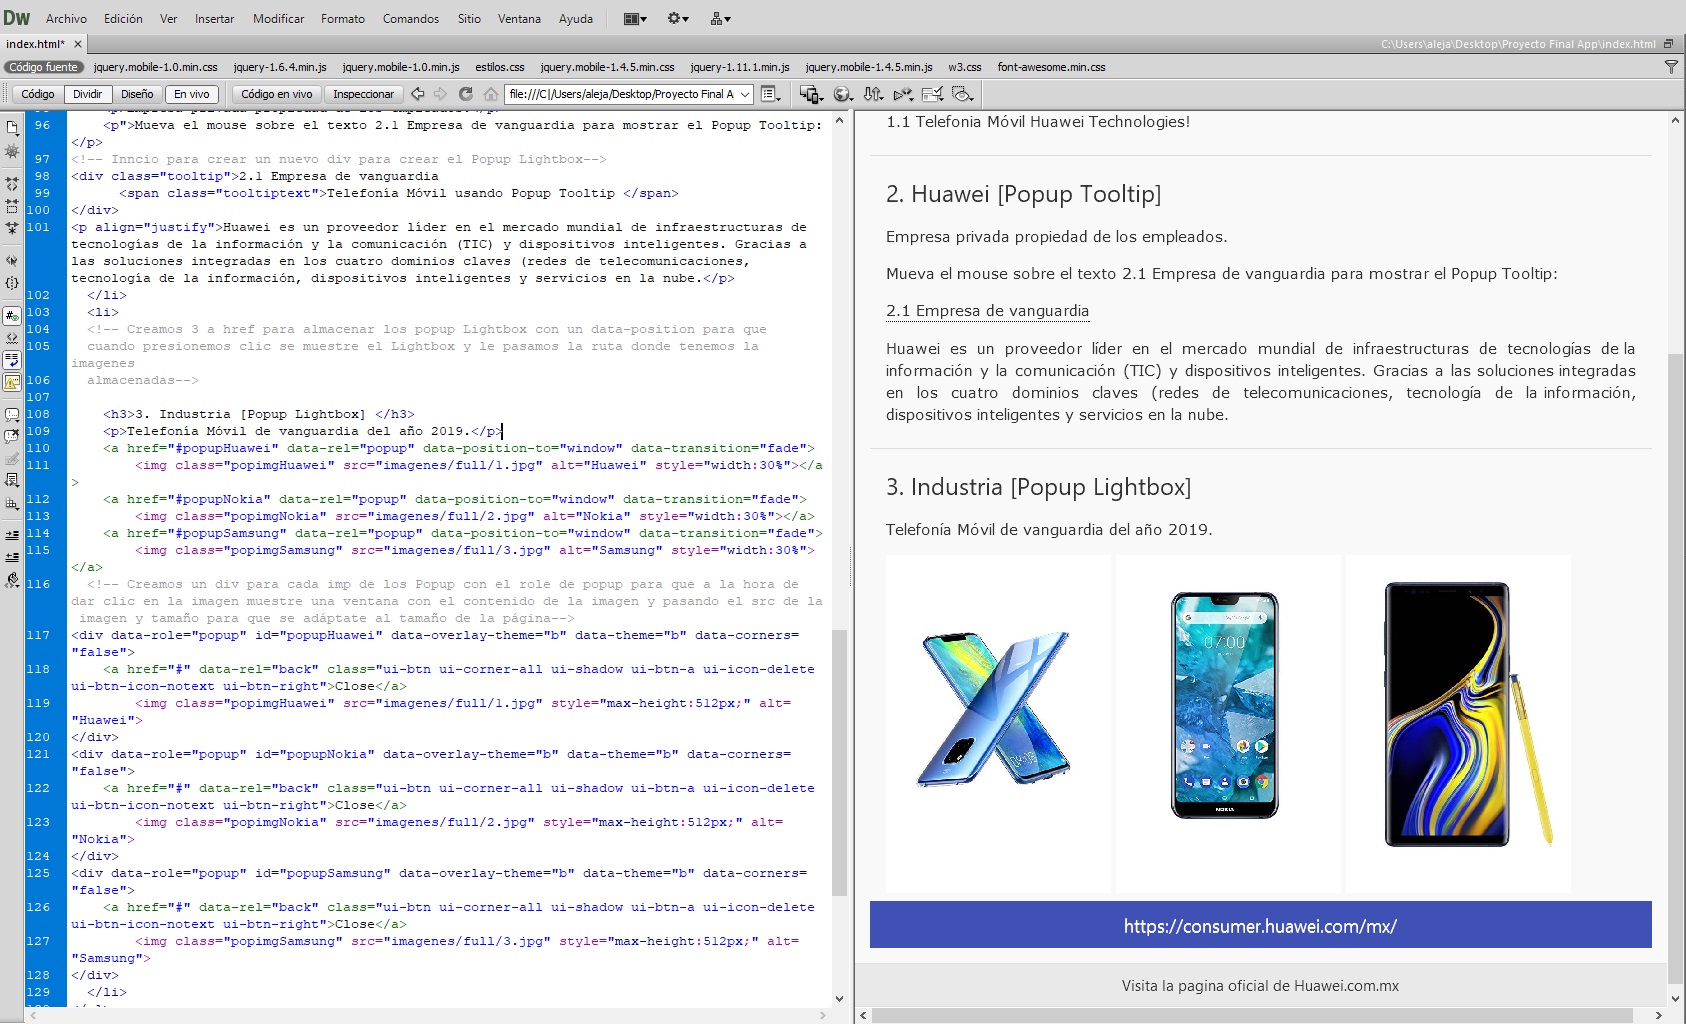 Dw Archivo Edición Ver Insertar Modificar Formato Comandos Sitio Ventana Ayuda
index.html* C:\Users\aleja\Desktop\Proyecto Final App\index.html
Código fuente jquery.mobile-1.0.min.css jquery-1.6.4.min.js jquery.mobile-1.0.min.js estilos.css jquery.mobile-1.4.5.min.css jquery-1.11.1.min.js jquery.mobile-1.4.5.min.js w3.css font-awesome.min.css
Código Dividir Diseño En vivo Código en vivo Inspeccionar file:///C|/Users/aleja/Desktop/Proyecto Final A
96 <p">Mueva el mouse sobre el texto 2.1 Empresa de vanguardia para mostrar el Popup Tooltip:
</p>
97 <!-- Inncio para crear un nuevo div para crear el Popup Lightbox-->
98 <div class="tooltip">2.1 Empresa de vanguardia
99 <span class="tooltiptext">Telefonía Móvil usando Popup Tooltip </span>
100 </div>
101 <p align="justify">Huawei es un proveedor líder en el mercado mundial de infraestructuras de
tecnologías de la información y la comunicación (TIC) y dispositivos inteligentes. Gracias a
las soluciones integradas en los cuatro dominios claves (redes de telecomunicaciones,
tecnología de la información, dispositivos inteligentes y servicios en la nube.</p>
102 </li>
103 <li>
104 <!-- Creamos 3 a href para almacenar los popup Lightbox con un data-position para que
105 cuando presionemos clic se muestre el Lightbox y le pasamos la ruta donde tenemos la
imagenes
106 almacenadas-->
107
108 <h3>3. Industria [Popup Lightbox] </h3>
109 <p>Telefonía Móvil de vanguardia del año 2019.</p>
110 <a href="#popupHuawei" data-rel="popup" data-position-to="window" data-transition="fade">
111 <img class="popimgHuawei" src="imagenes/full/1.jpg" alt="Huawei" style="width:30%"></a
>
112 <a href="#popupNokia" data-rel="popup" data-position-to="window" data-transition="fade">
113 <img class="popimgNokia" src="imagenes/full/2.jpg" alt="Nokia" style="width:30%"></a>
114 <a href="#popupSamsung" data-rel="popup" data-position-to="window" data-transition="fade">
115 <img class="popimgSamsung" src="imagenes/full/3.jpg" alt="Samsung" style="width:30%">
</a>
116 <!-- Creamos un div para cada imp de los Popup con el role de popup para que a la hora de
dar clic en la imagen muestre una ventana con el contenido de la imagen y pasando el src de la
imagen y tamaño para que se adáptate al tamaño de la página-->
117 <div data-role="popup" id="popupHuawei" data-overlay-theme="b" data-theme="b" data-corners=
"false">
118 <a href="#" data-rel="back" class="ui-btn ui-corner-all ui-shadow ui-btn-a ui-icon-delete
ui-btn-icon-notext ui-btn-right">Close</a>
119 <img class="popimgHuawei" src="imagenes/full/1.jpg" style="max-height:512px;" alt=
"Huawei">
120 </div>
121 <div data-role="popup" id="popupNokia" data-overlay-theme="b" data-theme="b" data-corners=
"false">
122 <a href="#" data-rel="back" class="ui-btn ui-corner-all ui-shadow ui-btn-a ui-icon-delete
ui-btn-icon-notext ui-btn-right">Close</a>
123 <img class="popimgNokia" src="imagenes/full/2.jpg" style="max-height:512px;" alt=
"Nokia">
124 </div>
125 <div data-role="popup" id="popupSamsung" data-overlay-theme="b" data-theme="b" data-corners=
"false">
126 <a href="#" data-rel="back" class="ui-btn ui-corner-all ui-shadow ui-btn-a ui-icon-delete
ui-btn-icon-notext ui-btn-right">Close</a>
127 <img class="popimgSamsung" src="imagenes/full/3.jpg" style="max-height:512px;" alt=
"Samsung">
128 </div>
129 </li>
1.1 Telefonia Móvil Huawei Technologies!
2. Huawei [Popup Tooltip]
Empresa privada propiedad de los empleados.
Mueva el mouse sobre el texto 2.1 Empresa de vanguardia para mostrar el Popup Tooltip:
2.1 Empresa de vanguardia
Huawei es un proveedor líder en el mercado mundial de infraestructuras de tecnologías de la
información y la comunicación (TIC) y dispositivos inteligentes. Gracias a las soluciones integradas
en los cuatro dominios claves (redes de telecomunicaciones, tecnología de la información,
dispositivos inteligentes y servicios en la nube.
3. Industria [Popup Lightbox]
Telefonía Móvil de vanguardia del año 2019.
07:00
NOKIA
https://consumer.huawei.com/mx/
Visita la pagina oficial de Huawei.com.mx